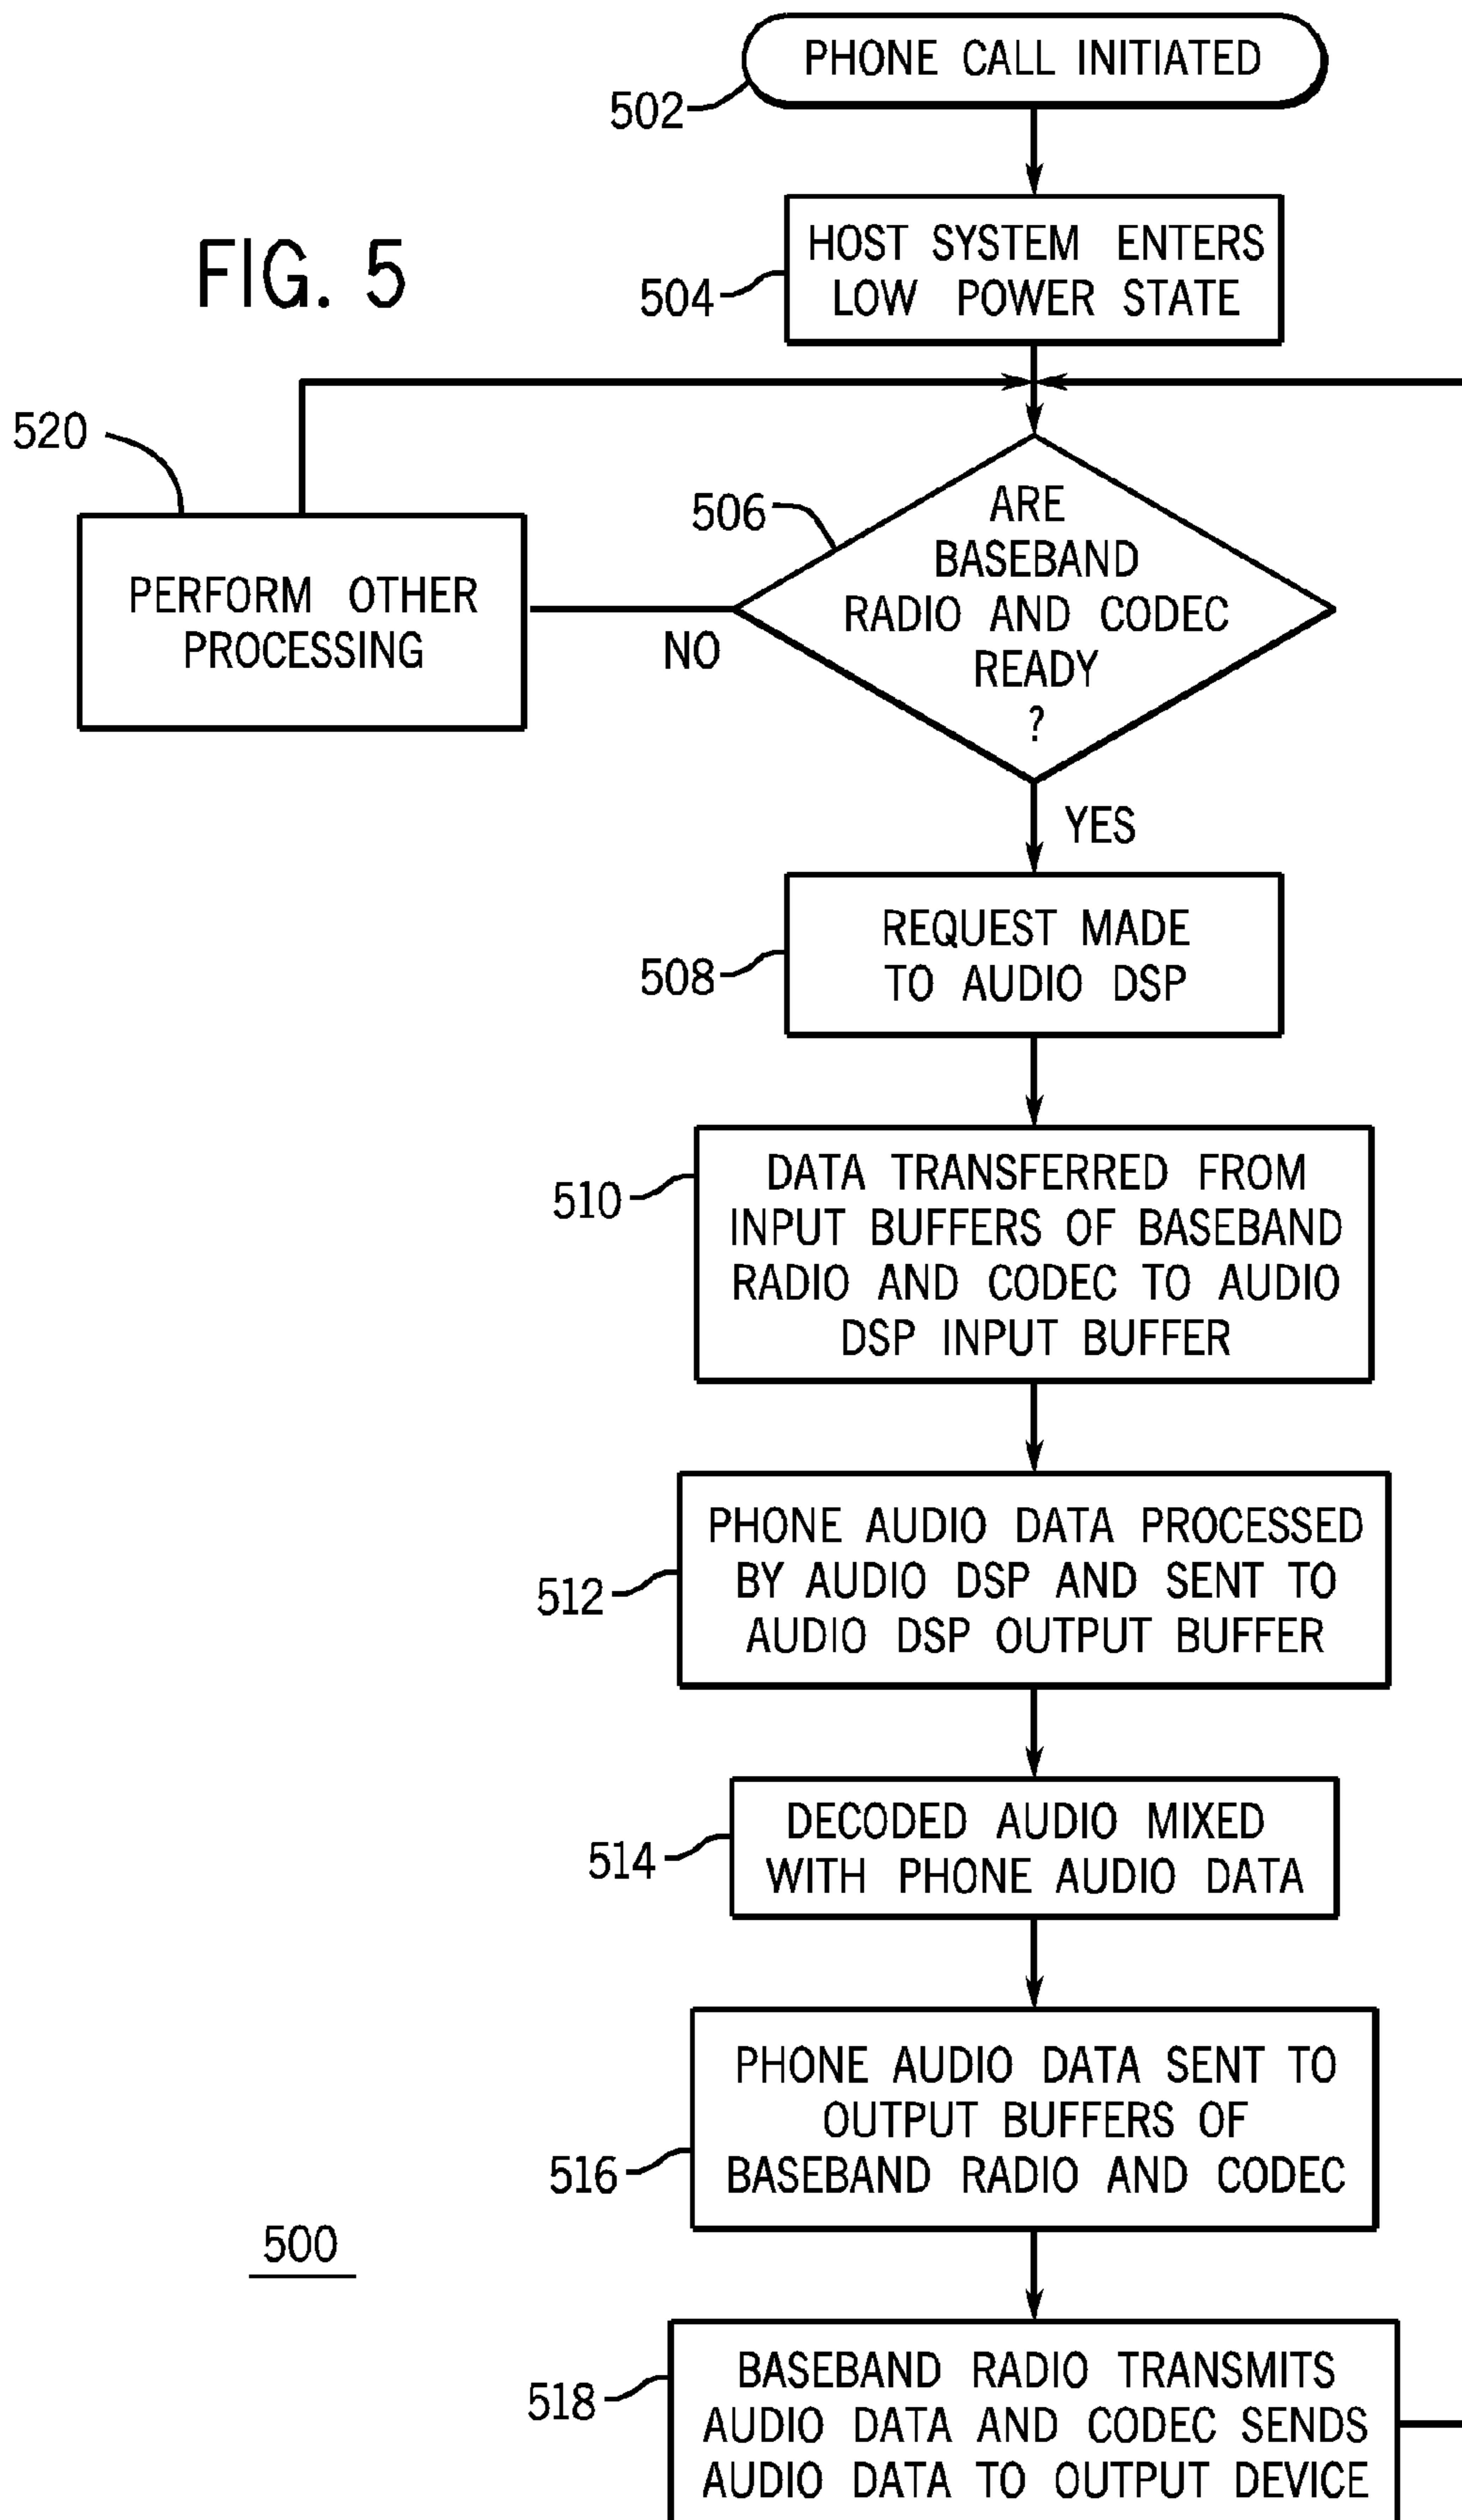 PHONE CALL INITIATED
502
HOST SYSTEM ENTERS
LOW POWER STATE
504
FIG. 5
520
506
ARE
BASEBAND
RADIO AND CODEC
READY
?
PERFORM OTHER
PROCESSING
NO
YES
REQUEST MADE
TO AUDIO DSP
508
DATA TRANSFERRED FROM
INPUT BUFFERS OF BASEBAND
RADIO AND CODEC TO AUDIO
DSP INPUT BUFFER
510
PHONE AUDIO DATA PROCESSED
BY AUDIO DSP AND SENT TO
AUDIO DSP OUTPUT BUFFER
512
DECODED AUDIO MIXED
WITH PHONE AUDIO DATA
514
PHONE AUDIO DATA SENT TO
OUTPUT BUFFERS OF
BASEBAND RADIO AND CODEC
516
500
BASEBAND RADIO TRANSMITS
AUDIO DATA AND CODEC SENDS
AUDIO DATA TO OUTPUT DEVICE
518